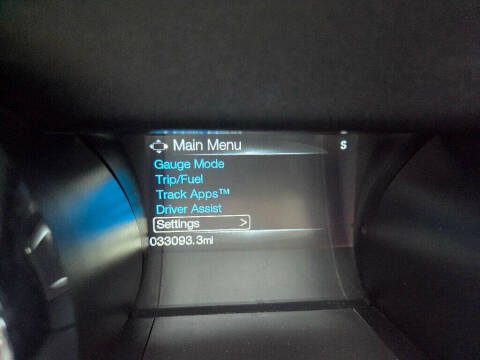 Main Menu
S
Gauge Mode
Trip/Fuel
Track Apps™
Driver Assist
Settings >
033093.3mi